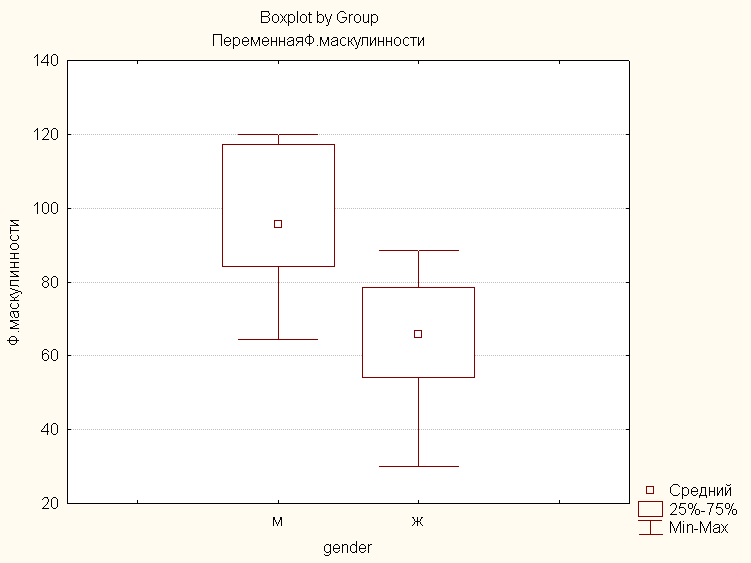 Boxplot by Group
ПеременнаяФ.маскулинности
140
120
100
80
60
40
20
Ф.маскулинности
м
ж
gender
Средний
25%-75%
Min-Max